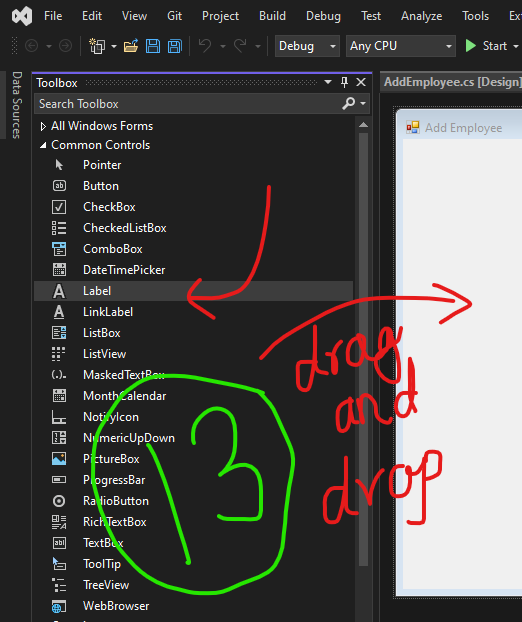 File Edit View Git Project Build Debug Test Analyze Tools
Debug Any CPU Start
Data Sources
Toolbox
Search Toolbox
All Windows Forms
Common Controls
Pointer
Button
CheckBox
CheckedListBox
ComboBox
DateTimePicker
Label
LinkLabel
ListBox
ListView
MaskedTextBox
MonthCalendar
NotifyIcon
NumericUpDown
PictureBox
ProgressBar
RadioButton
RichTextBox
TextBox
ToolTip
TreeView
WebBrowser
13
AddEmployee.cs [Design]
Add Employee
drag
and
drop